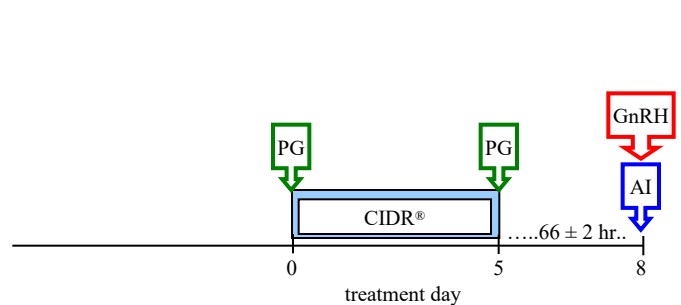 GnRH
PG PG
AI
CIDR®
…..66 ± 2 hr..
0 5 8
treatment day